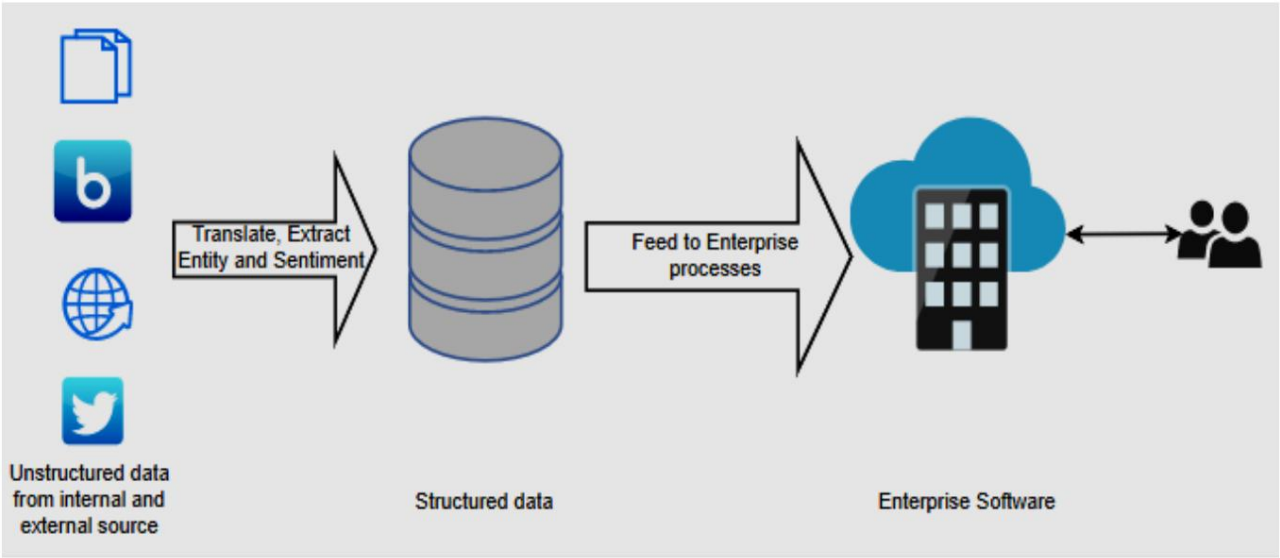 b
Translate, Extract
Entity and Sentiment
Feed to Enterprise
processes
Unstructured data
from internal and
external source
Structured data
Enterprise Software